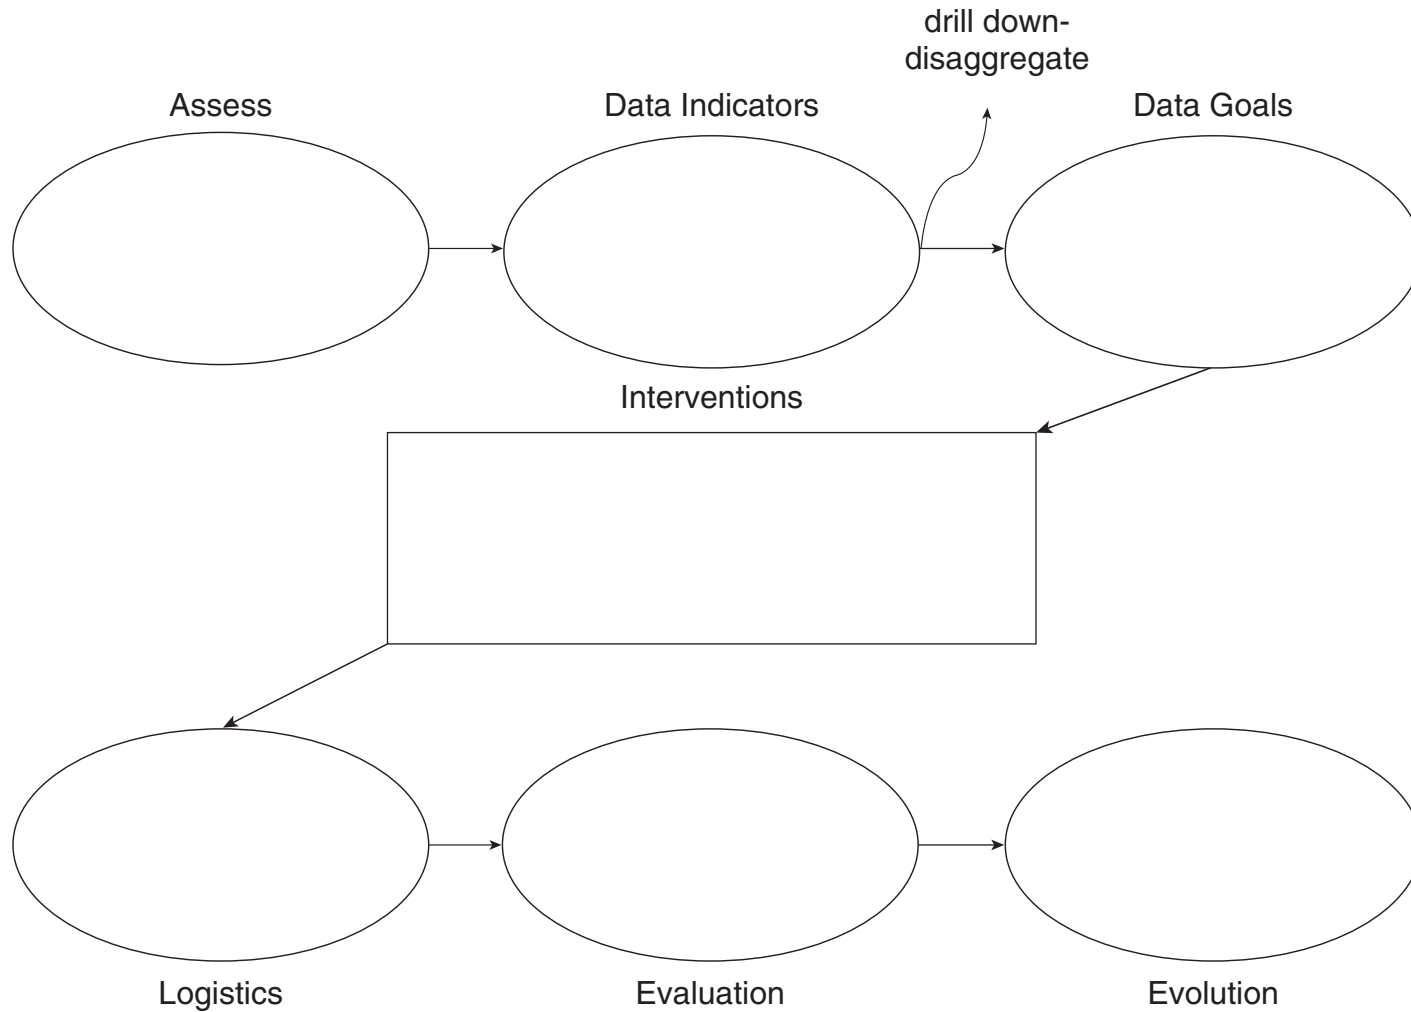 drill down-
disaggregate
Assess
Data Indicators
Data Goals
Interventions
Logistics
Evaluation
Evolution